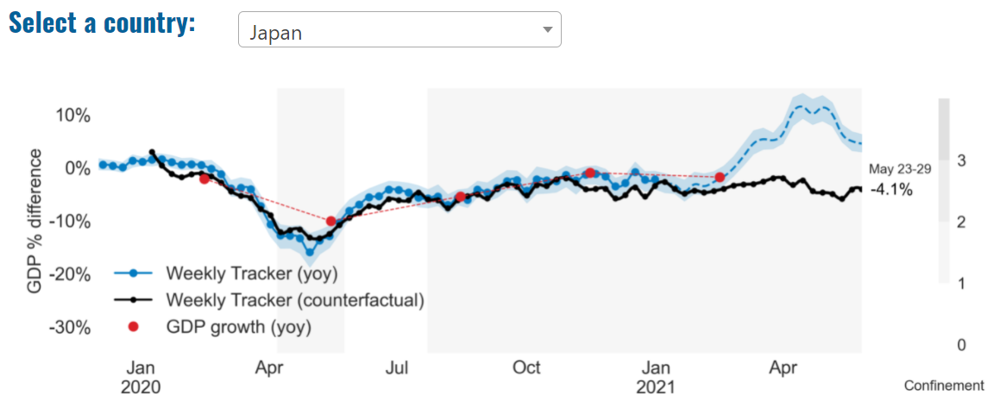 Select a country:
Japan
10%
0%
-10%
-20%
-30%
GDP % difference
Weekly Tracker (yoy)
Weekly Tracker (counterfactual)
GDP growth (yoy)
May 23-29
-4.1%
3
2
1
0
Confinement
Jan
2020
Apr
Jul
Oct
Jan
2021
Apr